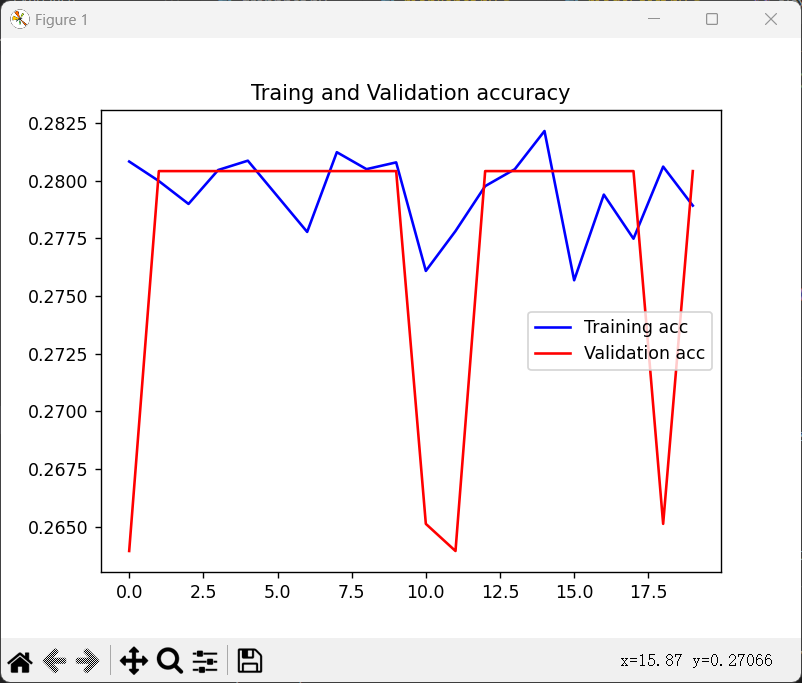 Figure 1
Traing and Validation accuracy
0.2825
0.2800
0.2775
0.2750
0.2725
0.2700
0.2675
0.2650
Training acc
Validation acc
0.0 2.5 5.0 7.5 10.0 12.5 15.0 17.5
x=15.87 y=0.27066